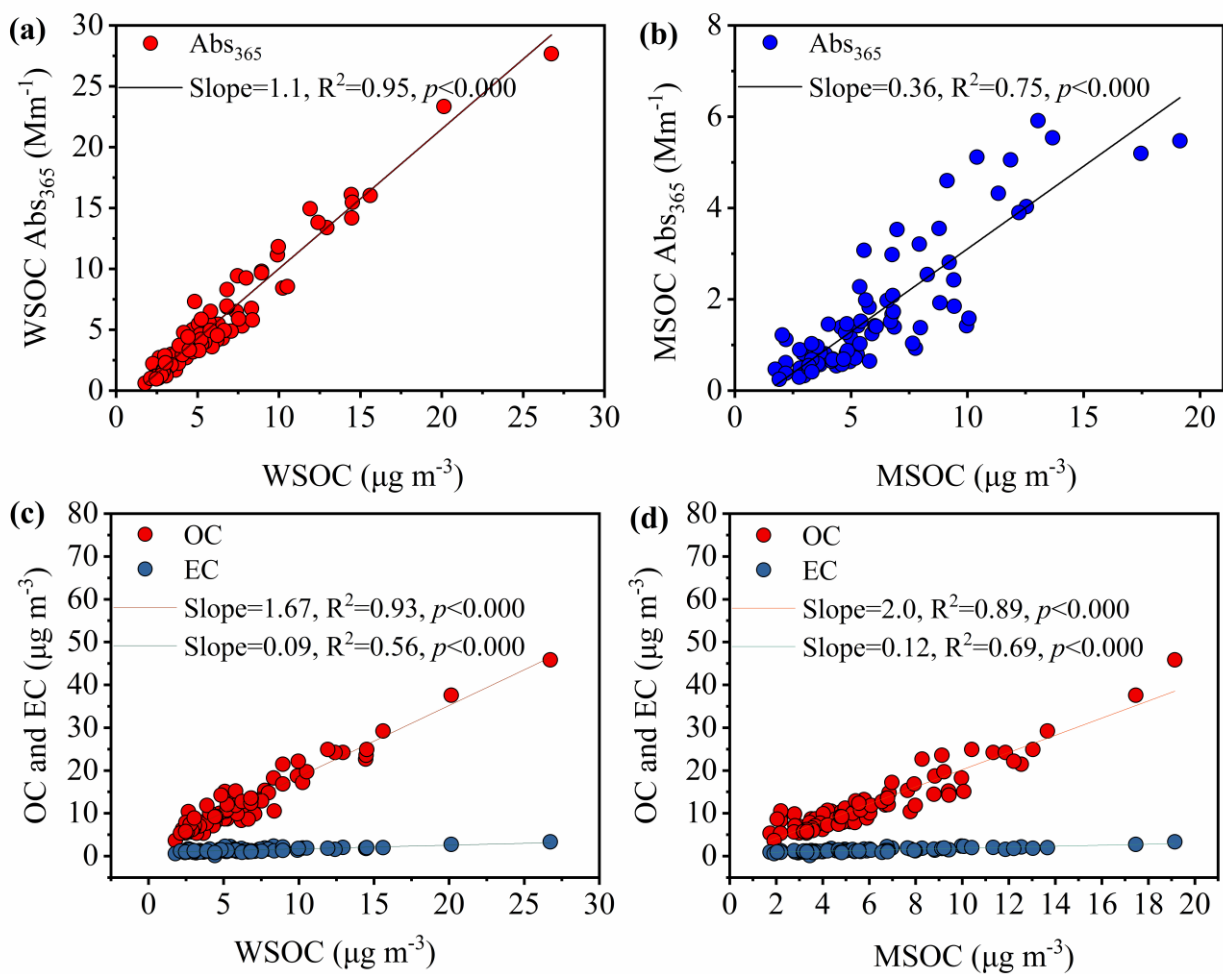 (a)
Abs₃₆₅
Slope=1.1, R²=0.95, p<0.000
WSOC Abs₃₆₅ (Mm⁻¹)
30
25
20
15
10
5
0
0 5 10 15 20 25 30
WSOC (μg m⁻³)
(b)
Abs₃₆₅
Slope=0.36, R²=0.75, p<0.000
MSOC Abs₃₆₅ (Mm⁻¹)
8
6
4
2
0
0 5 10 15 20
MSOC (μg m⁻³)
(c)
OC
EC
Slope=1.67, R²=0.93, p<0.000
Slope=0.09, R²=0.56, p<0.000
OC and EC (μg m⁻³)
80
70
60
50
40
30
20
10
0
0 5 10 15 20 25 30
WSOC (μg m⁻³)
(d)
OC
EC
Slope=2.0, R²=0.89, p<0.000
Slope=0.12, R²=0.69, p<0.000
OC and EC (μg m⁻³)
80
70
60
50
40
30
20
10
0
0 2 4 6 8 10 12 14 16 18 20
MSOC (μg m⁻³)